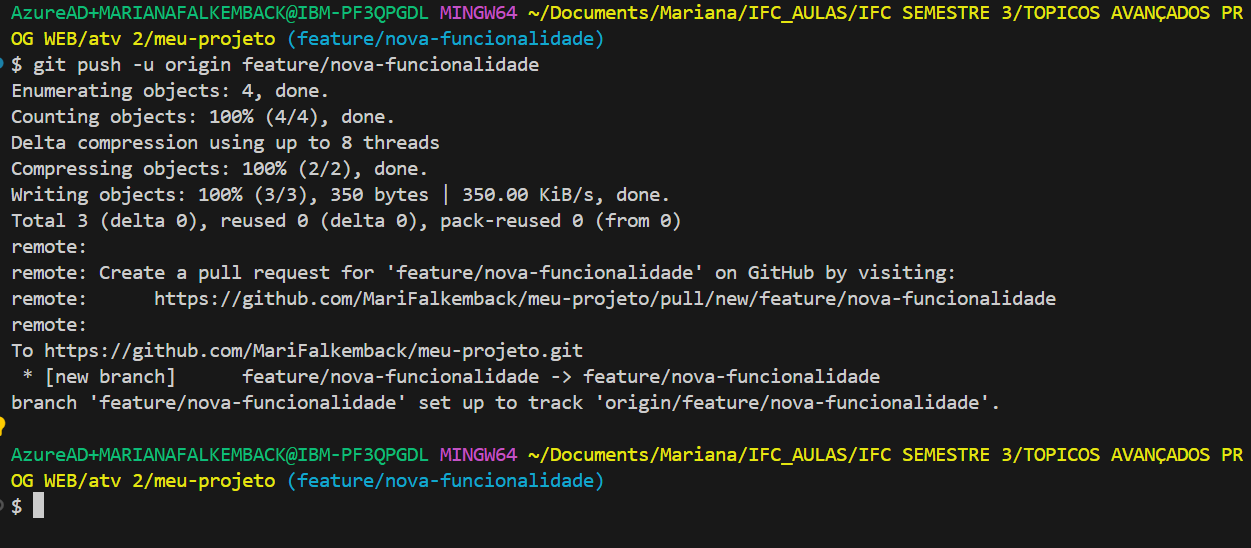 AzureAD+MARIANAFALKEMBACK@IBM-PF3QPGDL MINGW64 ~/Documents/Mariana/IFC_AULAS/IFC SEMESTRE 3/TOPICOS AVANÇADOS PR
OG WEB/atv 2/meu-projeto (feature/nova-funcionalidade)
$ git push -u origin feature/nova-funcionalidade
Enumerating objects: 4, done.
Counting objects: 100% (4/4), done.
Delta compression using up to 8 threads
Compressing objects: 100% (2/2), done.
Writing objects: 100% (3/3), 350 bytes | 350.00 KiB/s, done.
Total 3 (delta 0), reused 0 (delta 0), pack-reused 0 (from 0)
remote:
remote: Create a pull request for 'feature/nova-funcionalidade' on GitHub by visiting:
remote:      https://github.com/MariFalkemback/meu-projeto/pull/new/feature/nova-funcionalidade
remote:
To https://github.com/MariFalkemback/meu-projeto.git
 * [new branch]      feature/nova-funcionalidade -> feature/nova-funcionalidade
branch 'feature/nova-funcionalidade' set up to track 'origin/feature/nova-funcionalidade'.
AzureAD+MARIANAFALKEMBACK@IBM-PF3QPGDL MINGW64 ~/Documents/Mariana/IFC_AULAS/IFC SEMESTRE 3/TOPICOS AVANÇADOS PR
OG WEB/atv 2/meu-projeto (feature/nova-funcionalidade)
$